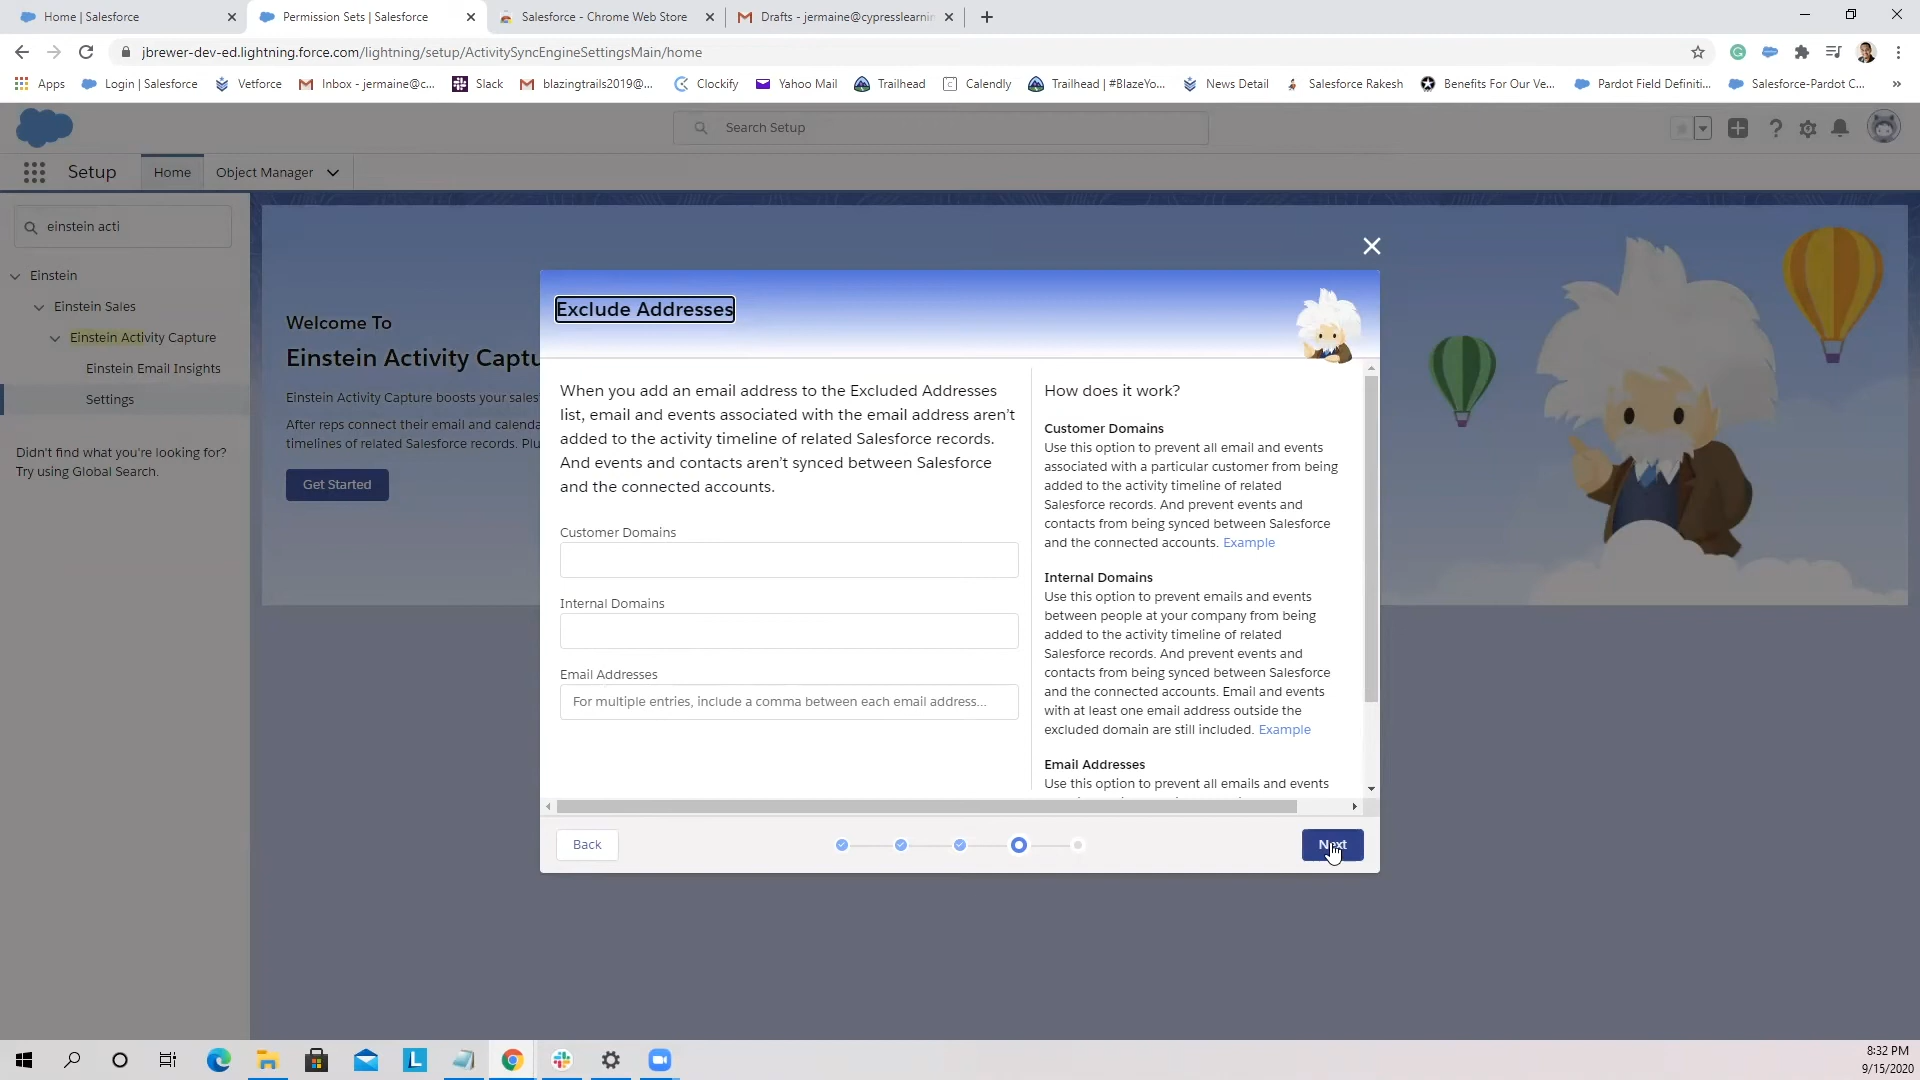 Home | Salesforce
Permission Sets | Salesforce
Salesforce - Chrome Web Store
Drafts - jermaine@cypresslearnin
jbrewer-dev-ed.lightning.force.com/lightning/setup/ActivitySyncEngineSettingsMain/home
Apps
Login | Salesforce
Vetforce
Inbox - jermaine@c...
Slack
blazingtrails2019@...
Clockify
Yahoo Mail
Trailhead
Calendly
Trailhead | #BlazeYo...
News Detail
Salesforce Rakesh
Benefits For Our Ve...
Pardot Field Definiti...
Salesforce-Pardot C...
»
Search Setup
Setup
Home
Object Manager
einstein acti
Einstein
Einstein Sales
Einstein Activity Capture
Einstein Email Insights
Settings
Didn't find what you're looking for?
Try using Global Search.
Welcome To
Einstein Activity Captu
Einstein Activity Capture boosts your sales
After reps connect their email and calenda
timelines of related Salesforce records. Plu
Get Started
Exclude Addresses
When you add an email address to the Excluded Addresses
list, email and events associated with the email address aren't
added to the activity timeline of related Salesforce records.
And events and contacts aren't synced between Salesforce
and the connected accounts.
Customer Domains
Internal Domains
Email Addresses
For multiple entries, include a comma between each email address...
How does it work?
Customer Domains
Use this option to prevent all email and events
associated with a particular customer from being
added to the activity timeline of related
Salesforce records. And prevent events and
contacts from being synced between Salesforce
and the connected accounts. Example
Internal Domains
Use this option to prevent emails and events
between people at your company from being
added to the activity timeline of related
Salesforce records. And prevent events and
contacts from being synced between Salesforce
and the connected accounts. Email and events
with at least one email address outside the
excluded domain are still included. Example
Email Addresses
Use this option to prevent all emails and events
Back
Next
8:32 PM
9/15/2020